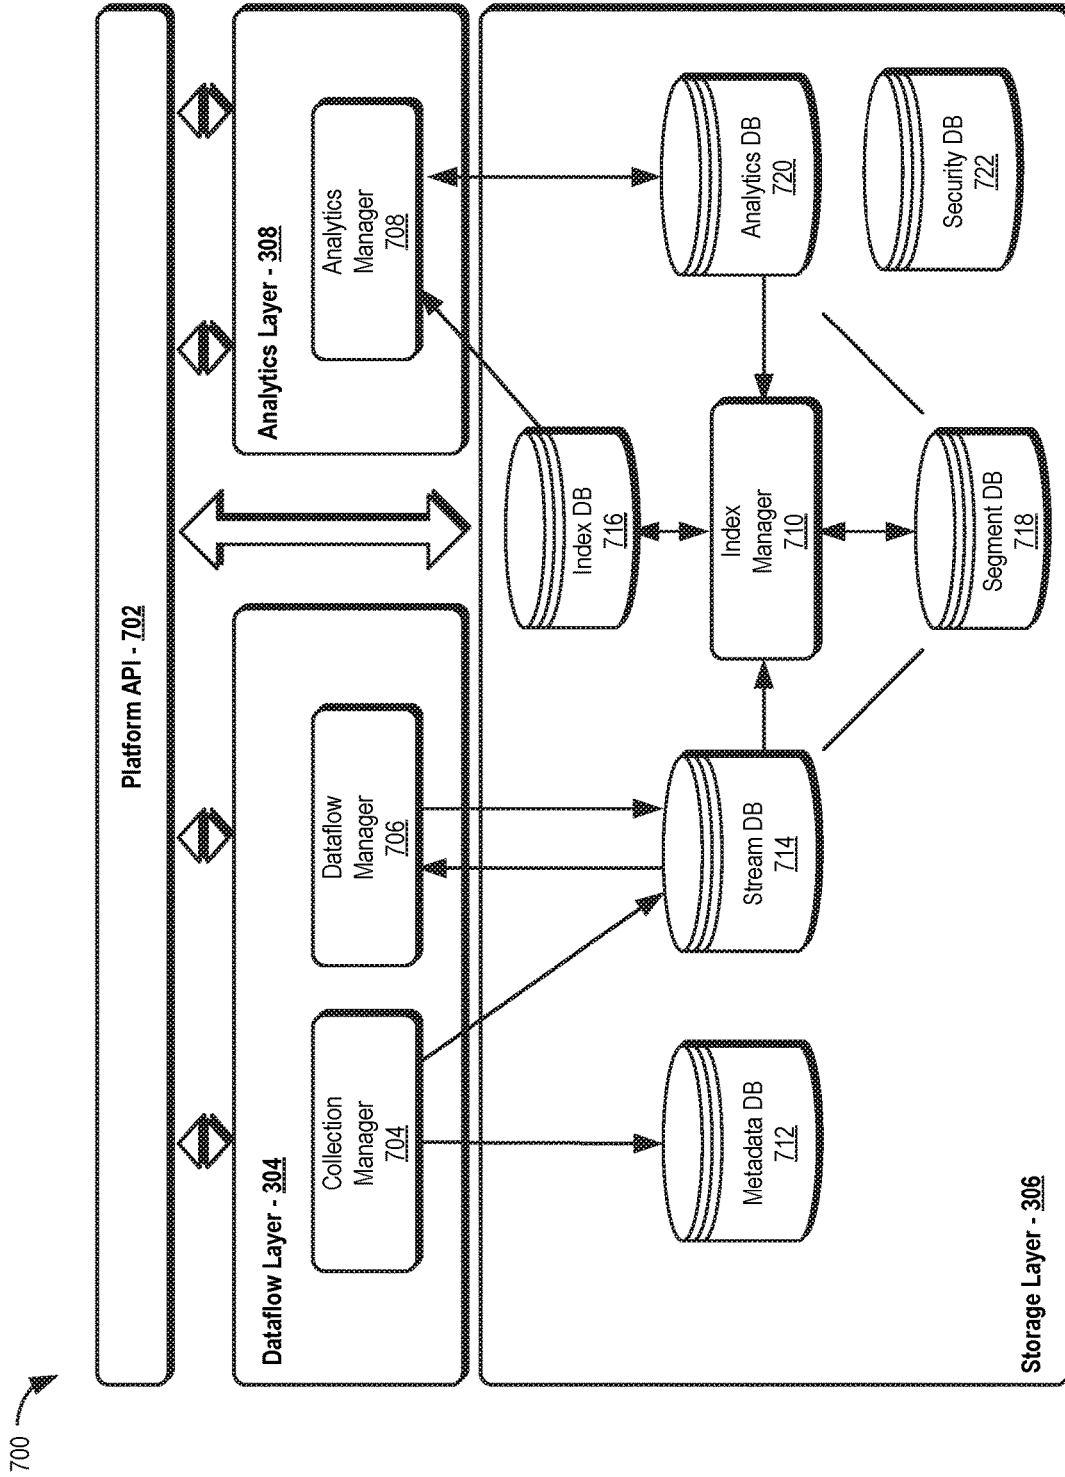 700
Platform API - 702
Dataflow Layer - 304
Collection
Manager
704
Dataflow
Manager
706
Analytics Layer - 308
Analytics
Manager
708
Index DB
716
Metadata DB
712
Stream DB
714
Index
Manager
710
Analytics DB
720
Segment DB
718
Security DB
722
Storage Layer - 306